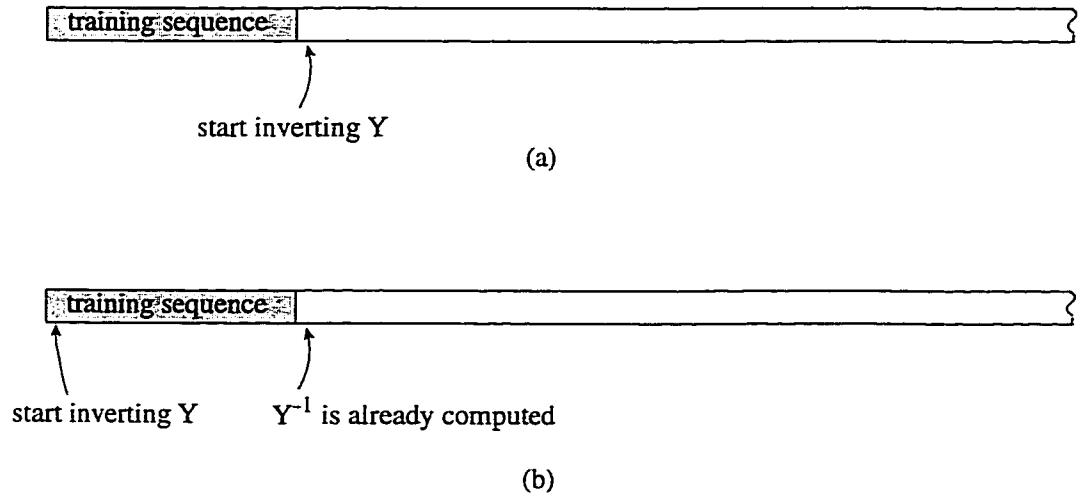 training sequence
start inverting Y
(a)
training sequence
start inverting Y
Y⁻¹ is already computed
(b)